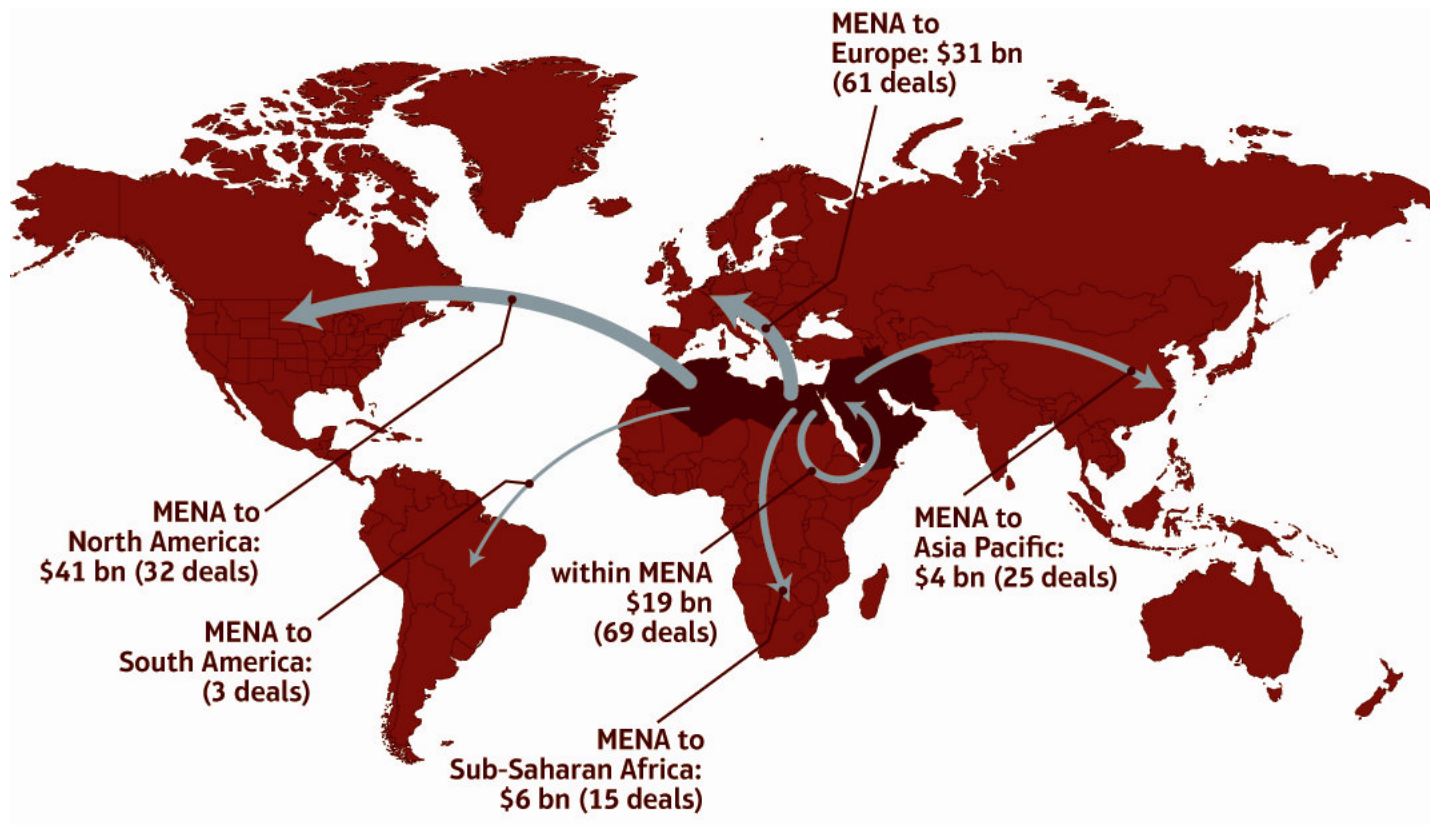 MENA to
Europe: $31 bn
(61 deals)
MENA to
North America:
$41 bn (32 deals)
MENA to
South America:
(3 deals)
within MENA
$19 bn
(69 deals)
MENA to
Asia Pacific:
$4 bn (25 deals)
MENA to
Sub-Saharan Africa:
$6 bn (15 deals)